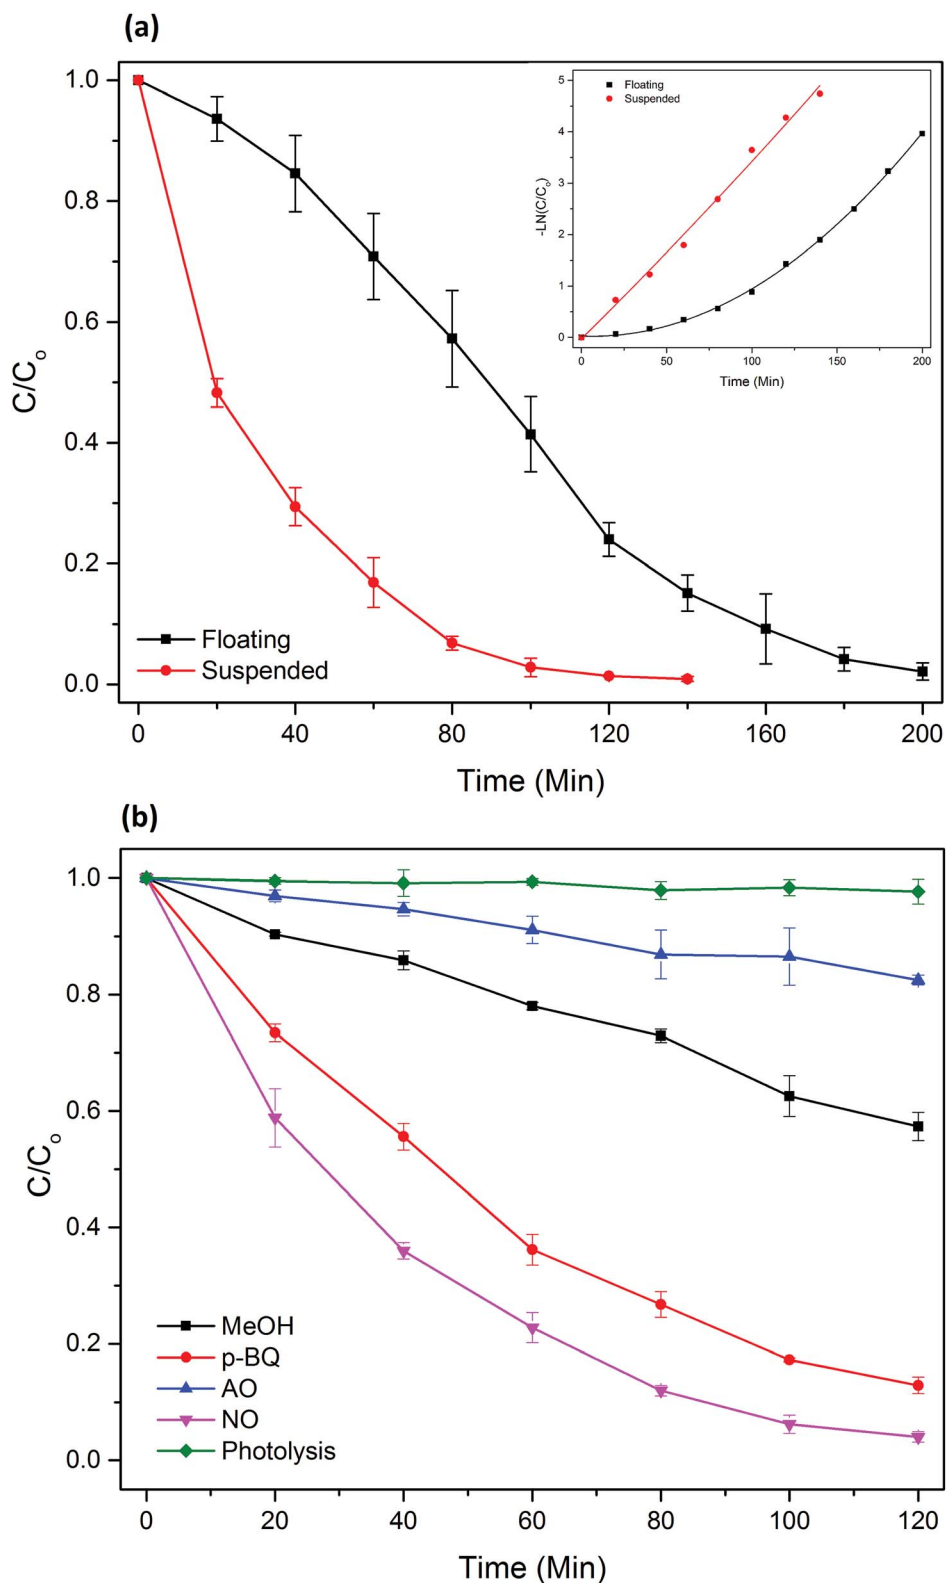 (a)
1.0
0.8
0.6
0.4
0.2
0.0
C/Co
Floating
Suspended
0 40 80 120 160 200
Time (Min)
Floating
Suspended
5
4
3
2
1
0
-LN(C/Co)
0 50 100 150 200
Time (Min)
(b)
1.0
0.8
0.6
0.4
0.2
0.0
C/Co
MeOH
p-BQ
AO
NO
Photolysis
0 20 40 60 80 100 120
Time (Min)